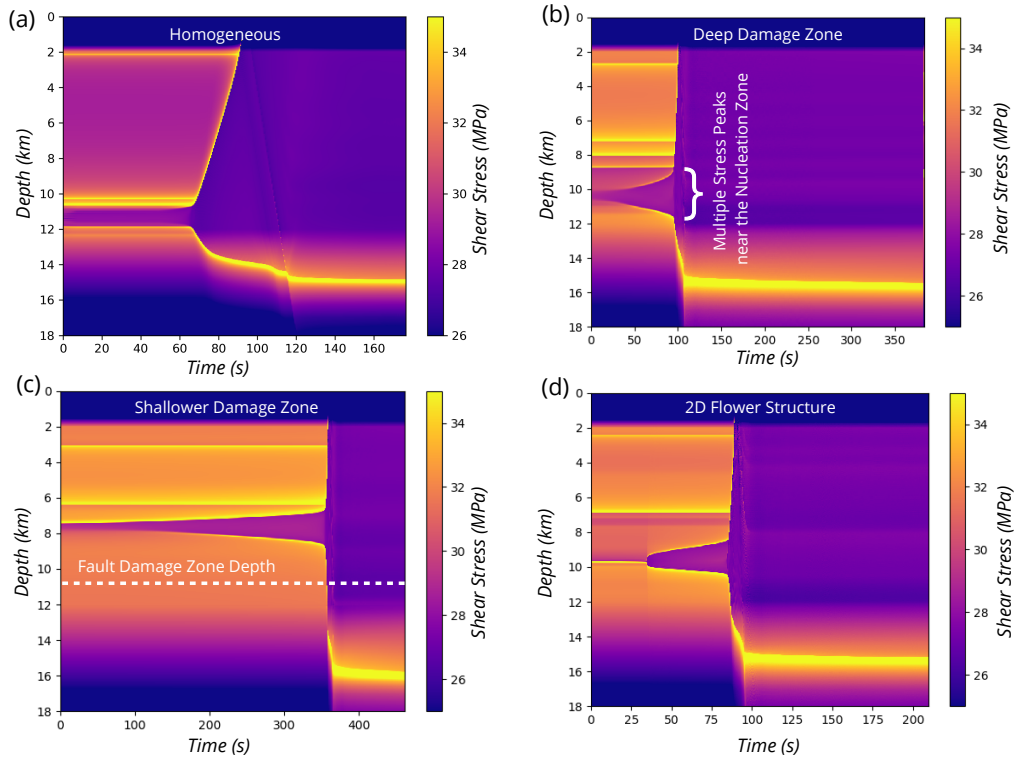 (a)
Homogeneous
0
2
4
6
8
10
12
14
16
18
Depth (km)
0 20 40 60 80 100 120 140 160
Time (s)
34
32
30
28
26
Shear Stress (MPa)
(b)
Deep Damage Zone
Multiple Stress Peaks
near the Nucleation Zone
0
2
4
6
8
10
12
14
16
18
Depth (km)
0 50 100 150 200 250 300 350
Time (s)
34
32
30
28
26
Shear Stress (MPa)
(c)
Shallower Damage Zone
Fault Damage Zone Depth
0
2
4
6
8
10
12
14
16
18
Depth (km)
0 100 200 300 400
Time (s)
34
32
30
28
26
Shear Stress (MPa)
(d)
2D Flower Structure
0
2
4
6
8
10
12
14
16
18
Depth (km)
0 25 50 75 100 125 150 175 200
Time (s)
34
32
30
28
26
Shear Stress (MPa)